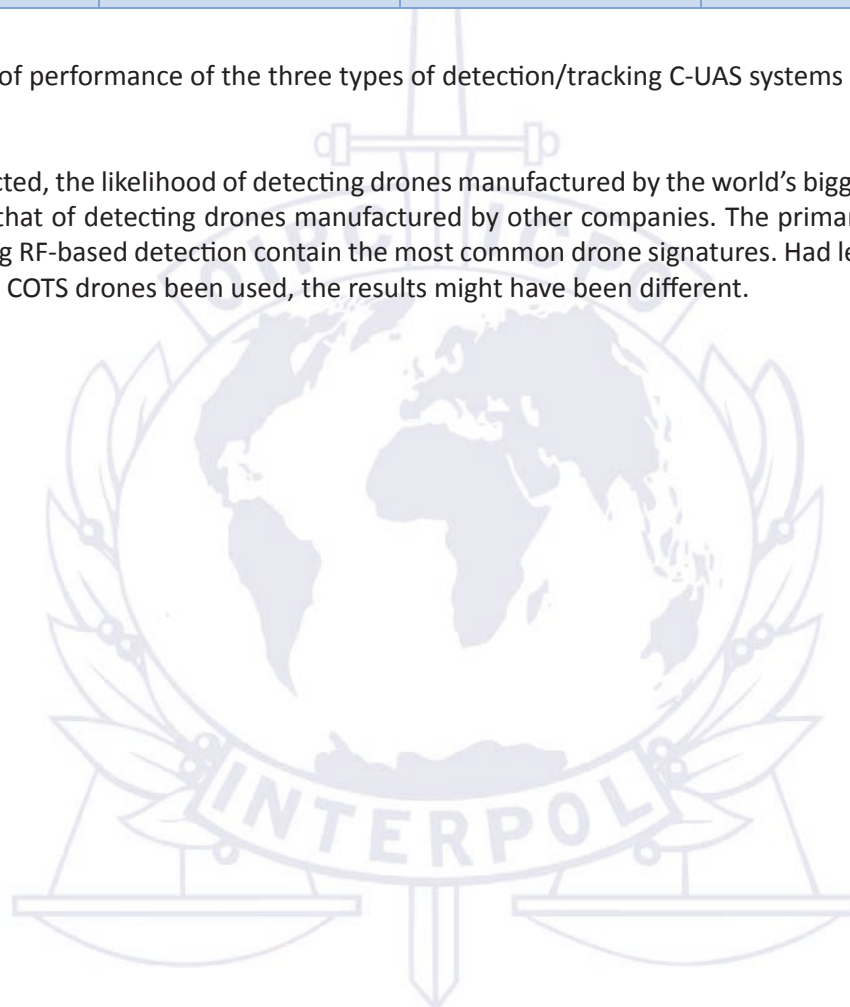 of performance of the three types of detection/tracking C-UAS systems
cted, the likelihood of detecting drones manufactured by the world's bigg
that of detecting drones manufactured by other companies. The primar
g RF-based detection contain the most common drone signatures. Had le
COTS drones been used, the results might have been different.
OIPC ICPO
INTERPOL